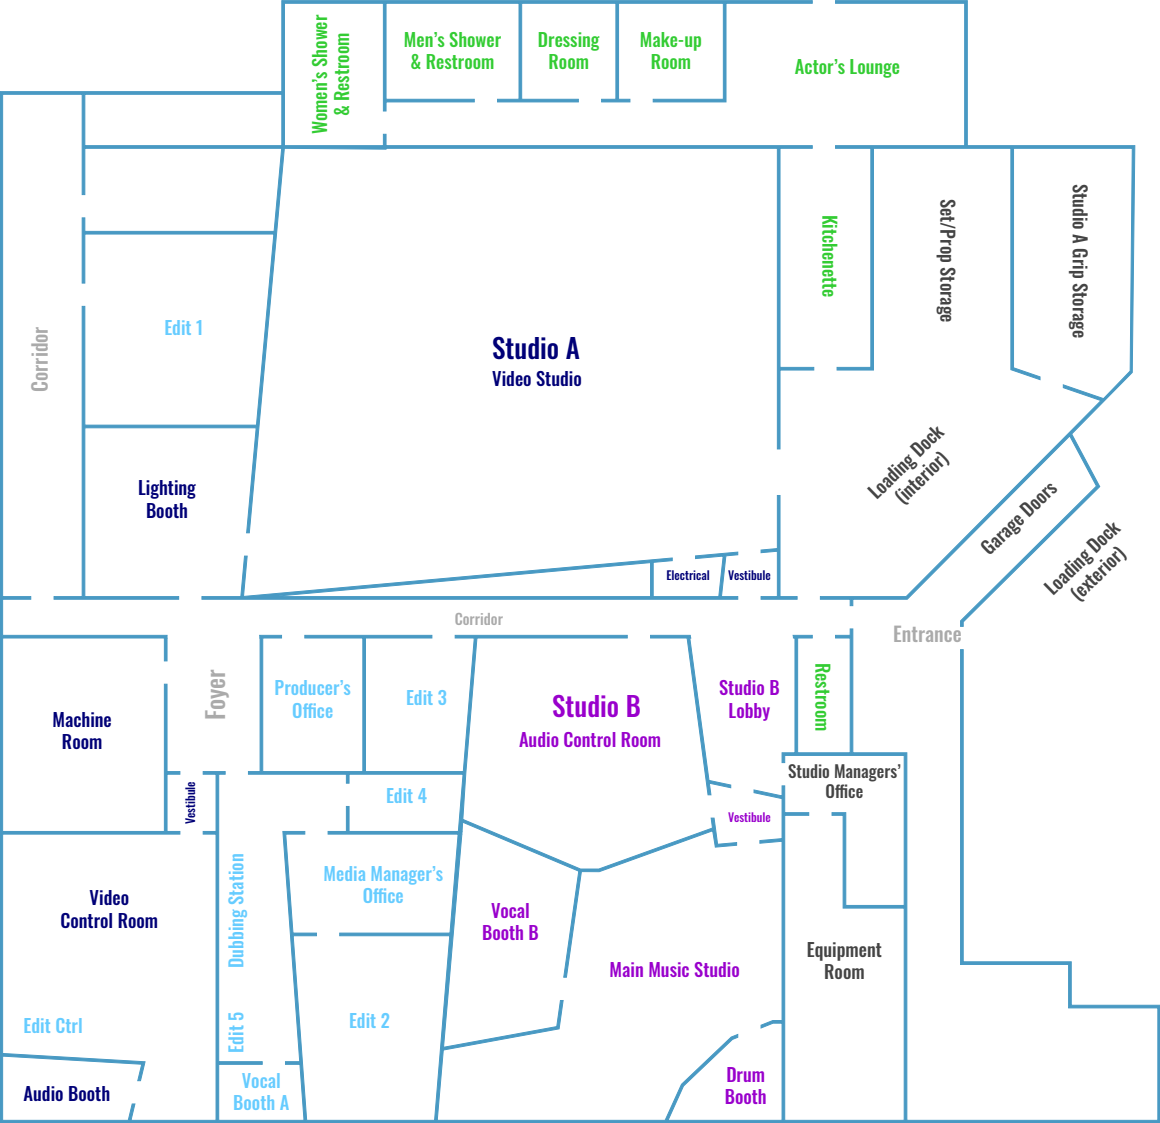 Women's Shower
& Restroom
Men's Shower
& Restroom
Dressing
Room
Make-up
Room
Actor's Lounge
Kitchenette
Set/Prop Storage
Studio A Grip Storage
Corridor
Edit 1
Studio A
Video Studio
Lighting
Booth
Loading Dock
(interior)
Garage Doors
Loading Dock
(exterior)
Electrical
Vestibule
Corridor
Entrance
Machine
Room
Foyer
Producer's
Office
Edit 3
Studio B
Audio Control Room
Studio B
Lobby
Restroom
Vestibule
Edit 4
Studio Managers'
Office
Vestibule
Video
Control Room
Dubbing Station
Media Manager's
Office
Vocal
Booth B
Main Music Studio
Equipment
Room
Edit Ctrl
Edit 5
Edit 2
Audio Booth
Vocal
Booth A
Drum
Booth